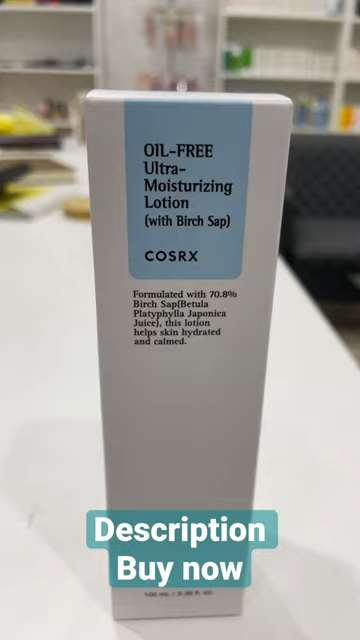 OIL-FREE
Ultra-
Moisturizing
Lotion
(with Birch Sap)
COSRX
Formulated with 70.8%
Birch Sap(Betula
Platyphylla Japonica
Juice), this lotion
helps skin hydrated
and calmed.
Description
Buy now